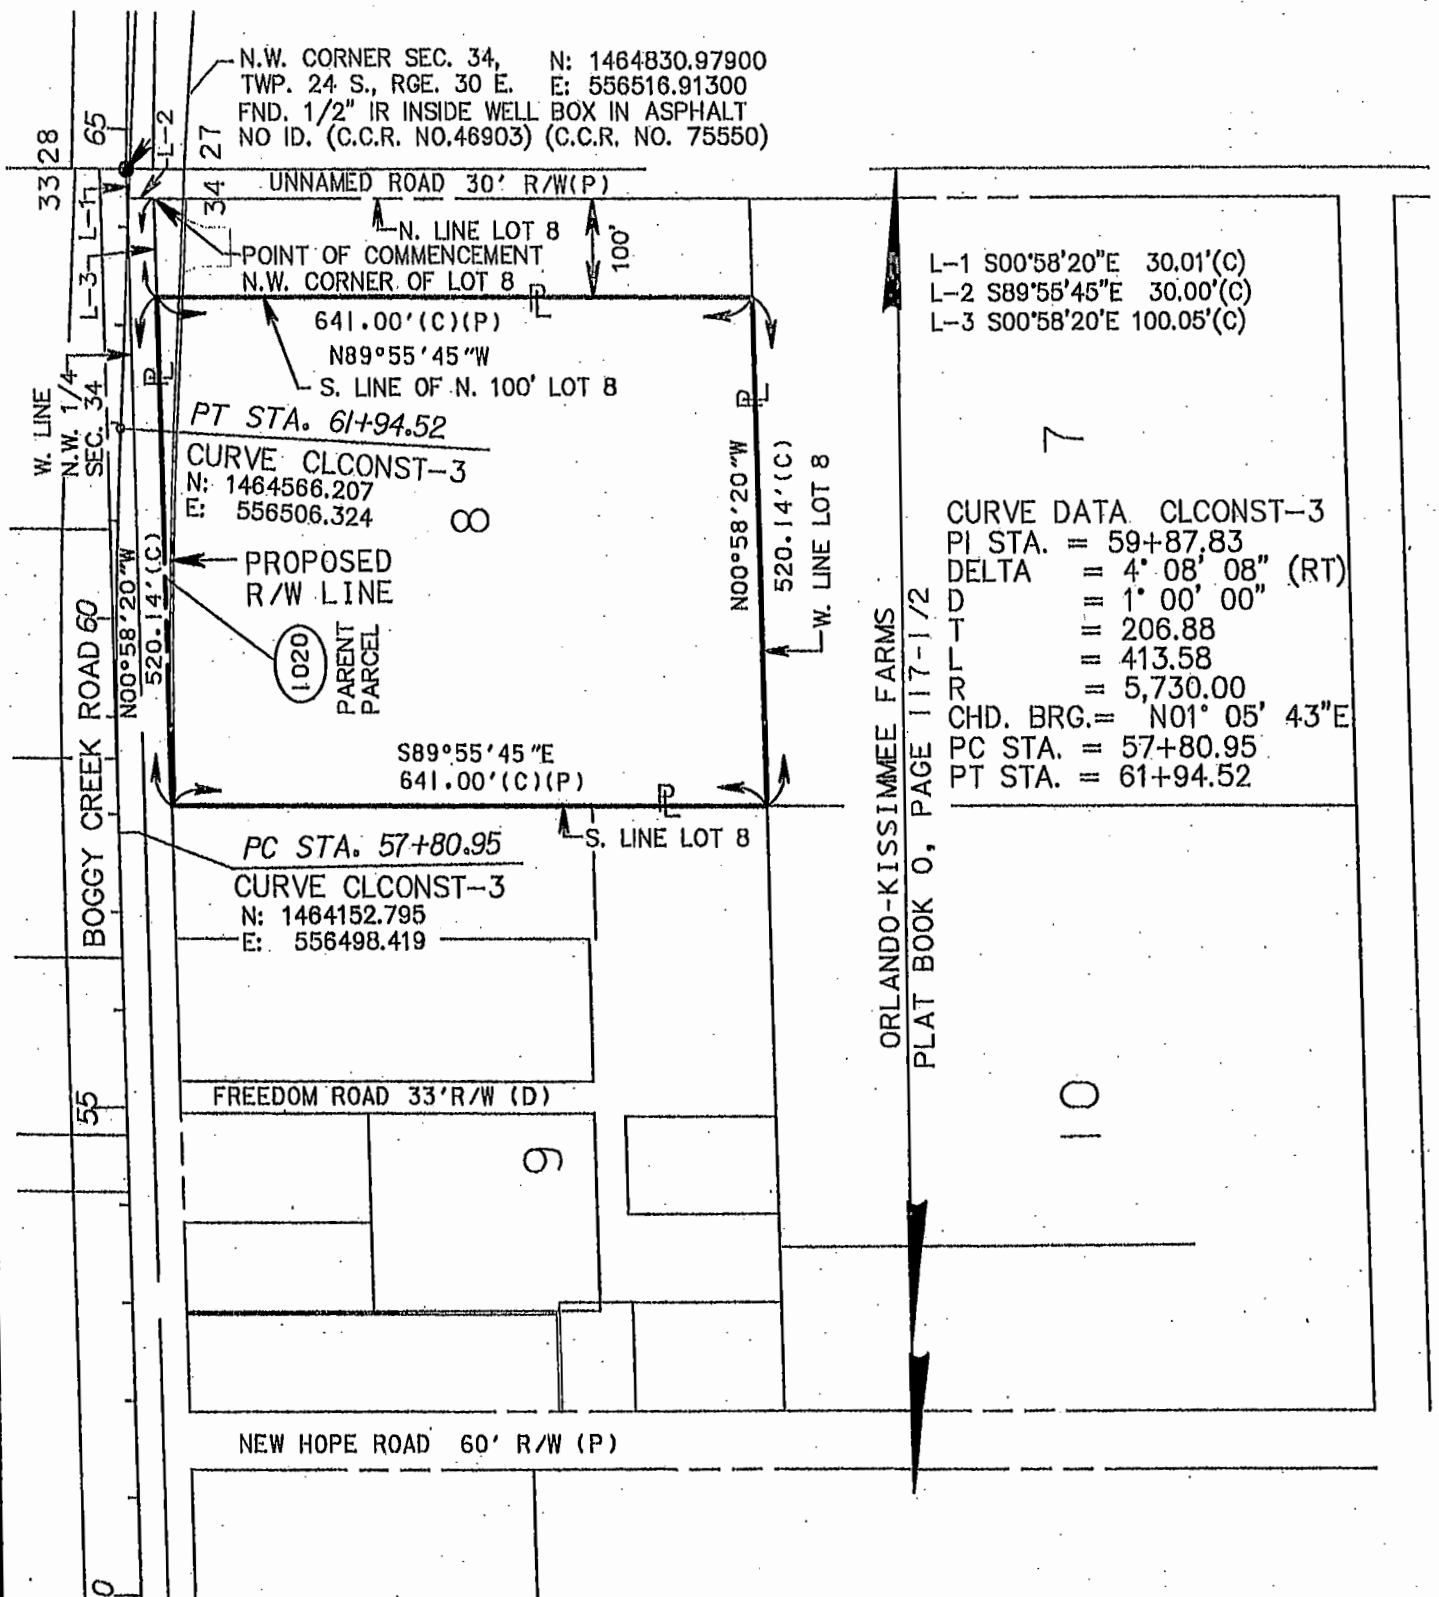 N.W. CORNER SEC. 34, N: 1464830.97900
TWP. 24 S., RGE. 30 E. E: 556516.91300
FND. 1/2" IR INSIDE WELL BOX IN ASPHALT
NO ID. (C.C.R. NO.46903) (C.C.R. NO. 75550)
33 28
65
L-2
34 27
UNNAMED ROAD 30' R/W(P)
L-1
L-3
N. LINE LOT 8
100'
POINT OF COMMENCEMENT
N.W. CORNER OF LOT 8
L-1 S00°58'20"E 30.01'(C)
L-2 S89°55'45"E 30.00'(C)
L-3 S00°58'20'E 100.05'(C)
PL
641.00'(C)(P)
N89°55'45"W
S. LINE OF N. 100' LOT 8
PL
PL
W. LINE
N.W. 1/4
SEC. 34
PT STA. 61+94.52
CURVE CLCONST-3
N: 1464566.207
E: 556506.324
8
7
N00°58'20"W
520.14'(C)
W. LINE LOT 8
N00°58'20"W
520.14'(C)
PROPOSED
R/W LINE
1020
PARENT
PARCEL
BOGGY CREEK ROAD
60
CURVE DATA CLCONST-3
PI STA. = 59+87.83
DELTA = 4° 08' 08" (RT)
D = 1° 00' 00"
T = 206.88
L = 413.58
R = 5,730.00
CHD. BRG.= N01° 05' 43"E
PC STA. = 57+80.95
PT STA. = 61+94.52
ORLANDO-KISSIMMEE FARMS
PLAT BOOK O, PAGE 117-1/2
S89°55'45"E
641.00'(C)(P)
PL
S. LINE LOT 8
PC STA. 57+80.95
CURVE CLCONST-3
N: 1464152.795
E: 556498.419
55
FREEDOM ROAD 33'R/W (D)
9
10
NEW HOPE ROAD 60' R/W (P)
0